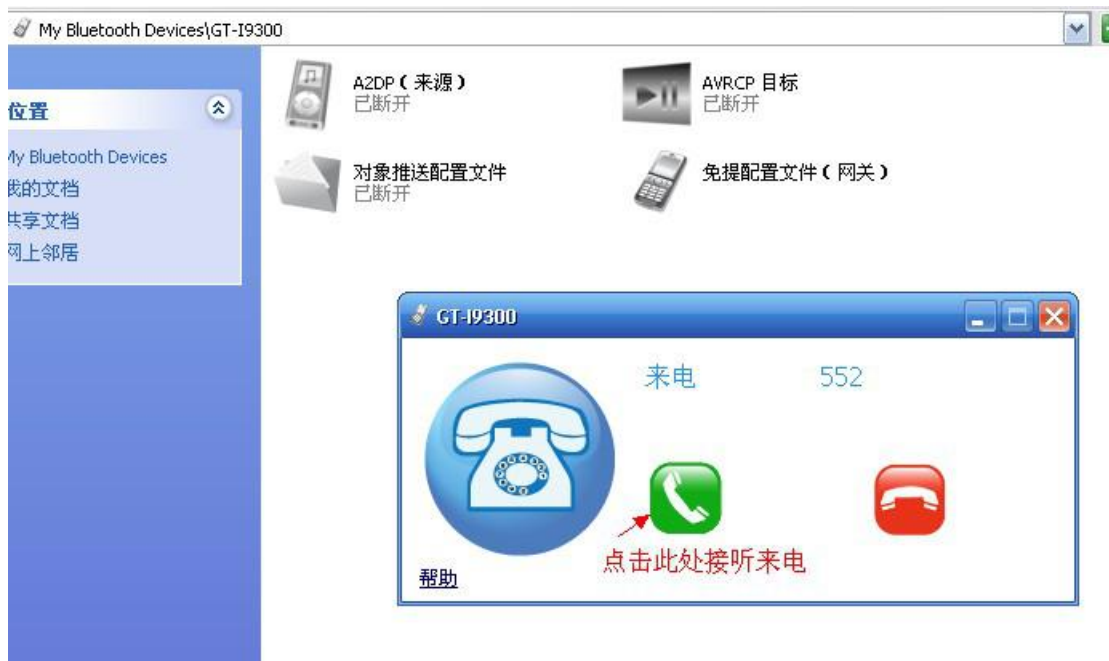 My Bluetooth Devices\GT-I9300
A2DP（来源）
已断开
AVRCP 目标
已断开
位置
My Bluetooth Devices
我的文档
共享文档
网上邻居
对象推送配置文件
已断开
免提配置文件（网关）
GT-I9300
来电 552
点击此处接听来电
帮助